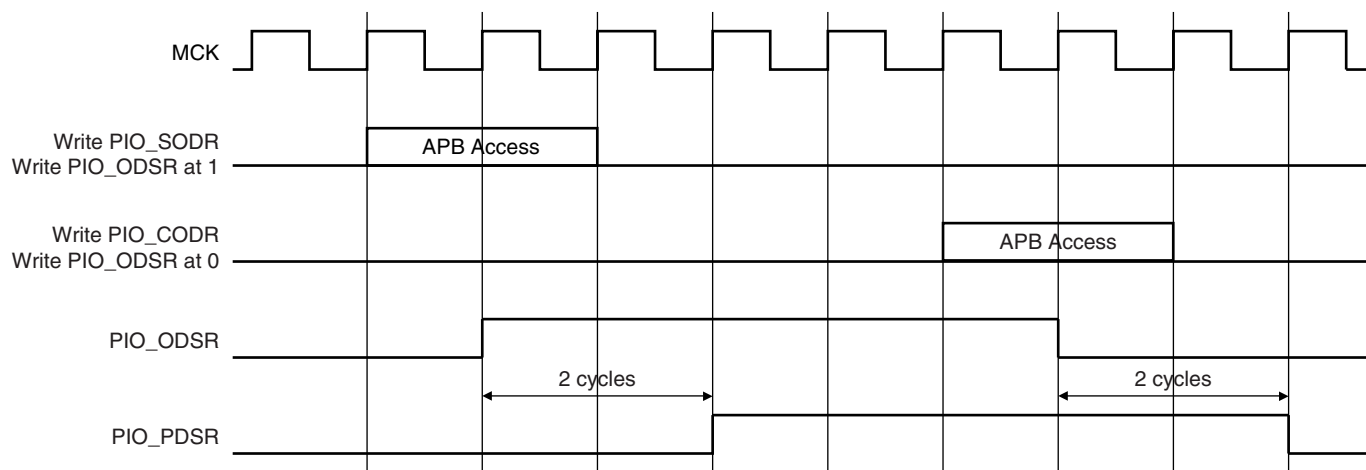 MCK
Write PIO_SODR
Write PIO_ODSR at 1
APB Access
Write PIO_CODR
Write PIO_ODSR at 0
APB Access
PIO_ODSR
2 cycles
2 cycles
PIO_PDSR